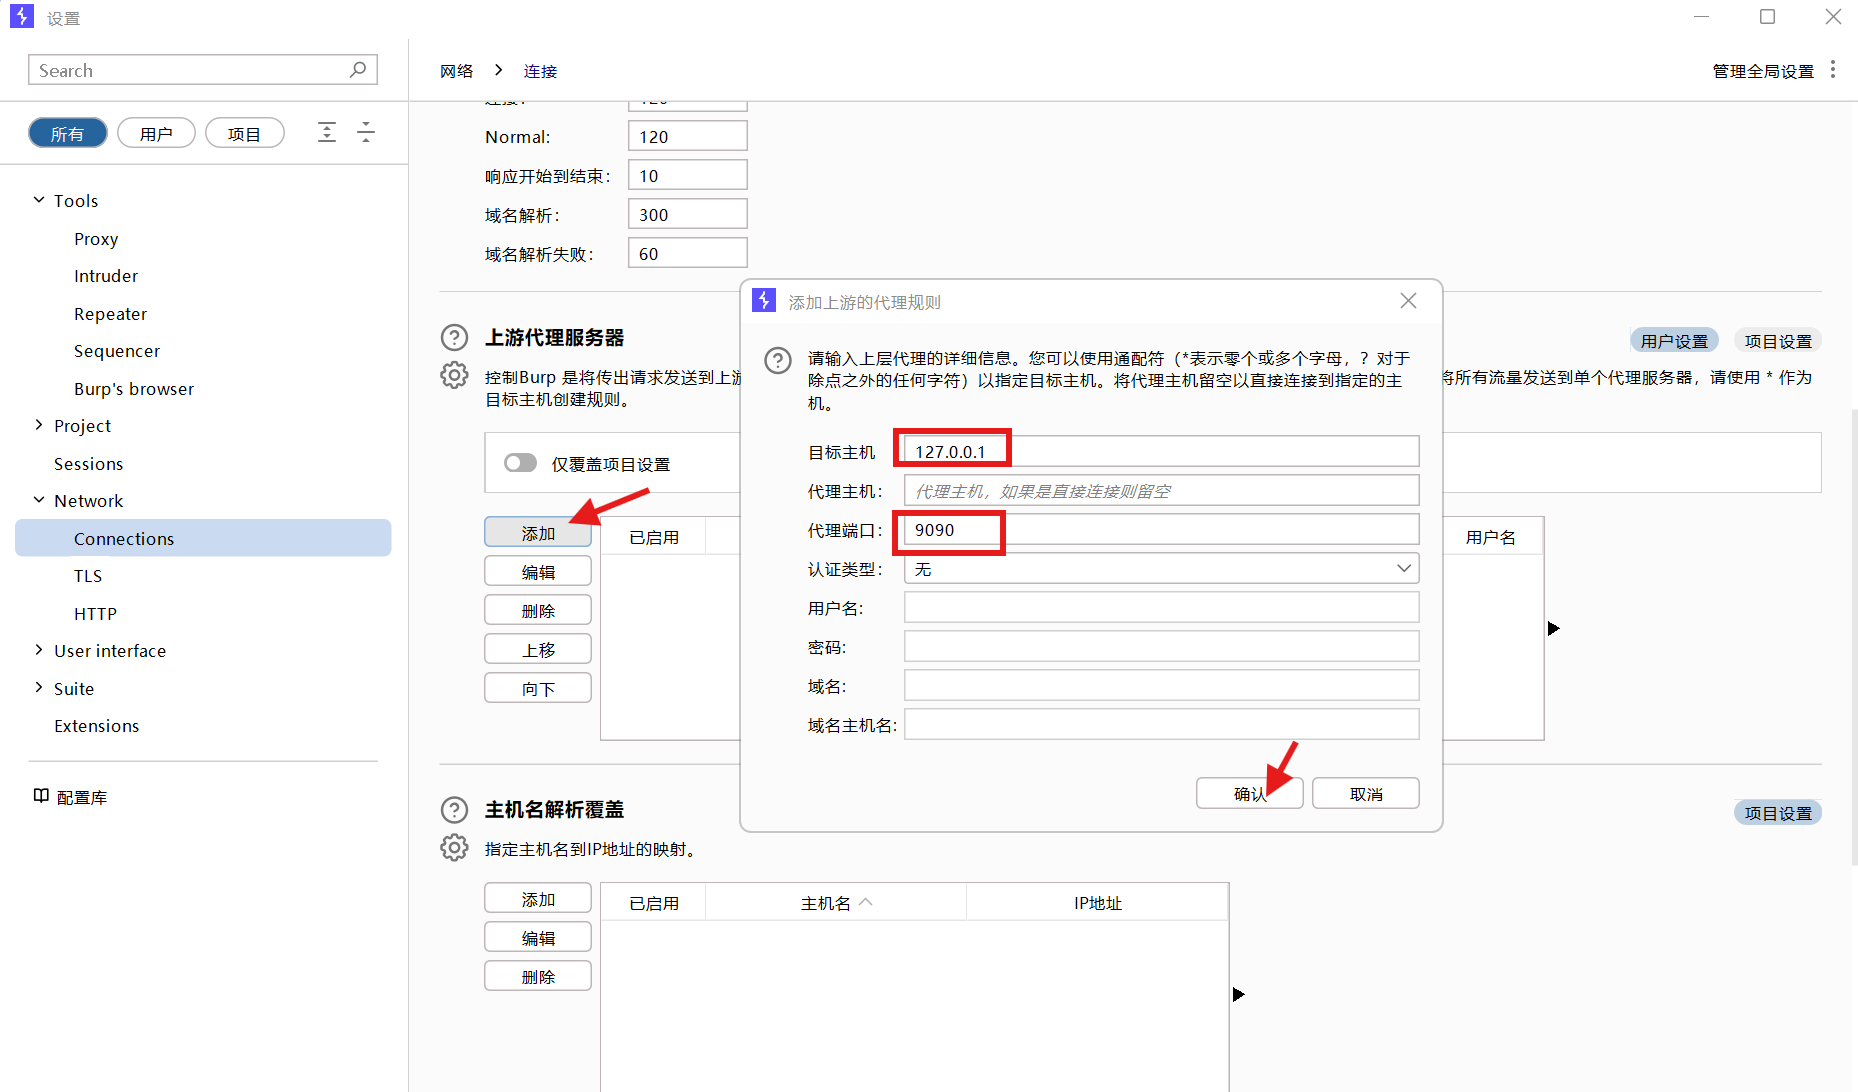 设置
Search
网络 > 连接
管理全局设置
所有 用户 项目
Tools
Proxy
Intruder
Repeater
Sequencer
Burp's browser
Project
Sessions
Network
Connections
TLS
HTTP
User interface
Suite
Extensions
配置库
Normal: 120
响应开始到结束: 10
域名解析: 300
域名解析失败: 60
上游代理服务器
用户设置 项目设置
控制Burp 是将传出请求发送到上游
将所有流量发送到单个代理服务器，请使用 * 作为
目标主机创建规则。
仅覆盖项目设置
添加
编辑
删除
上移
向下
已启用
用户名
添加上游的代理规则
请输入上层代理的详细信息。您可以使用通配符（*表示零个或多个字母，？对于
除点之外的任何字符）以指定目标主机。将代理主机留空以直接连接到指定的主
机。
目标主机 127.0.0.1
代理主机: 代理主机，如果是直接连接则留空
代理端口: 9090
认证类型: 无
用户名:
密码:
域名:
域名主机名:
确认 取消
主机名解析覆盖
项目设置
指定主机名到IP地址的映射。
添加
编辑
删除
已启用 主机名 IP地址